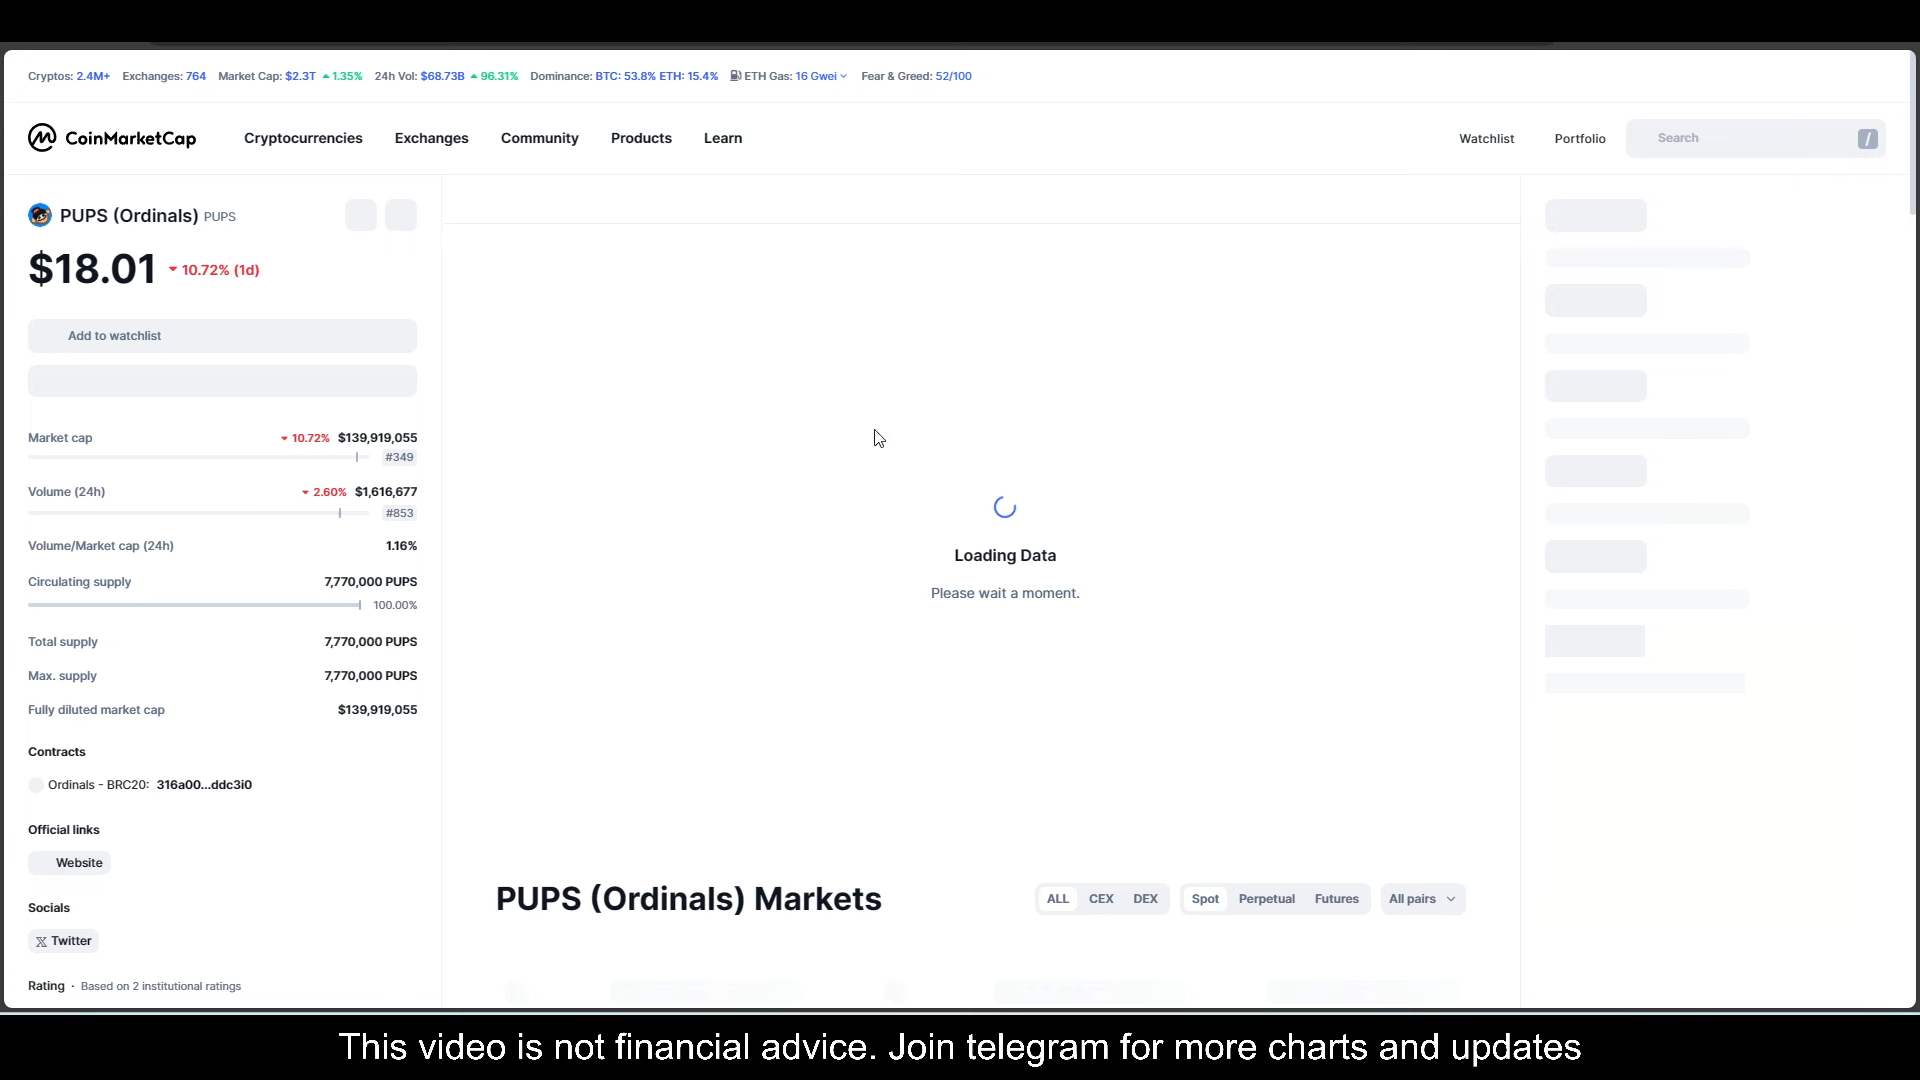 Cryptos: 2.4M+ Exchanges: 764 Market Cap: $2.3T 1.35% 24h Vol: $68.73B 96.31% Dominance: BTC: 53.8% ETH: 15.4% ETH Gas: 16 Gwei Fear & Greed: 52/100
CoinMarketCap Cryptocurrencies Exchanges Community Products Learn Watchlist Portfolio Search /
PUPS (Ordinals) PUPS
$18.01 10.72% (1d)
Add to watchlist
Market cap 10.72% $139,919,055
#349
Volume (24h) 2.60% $1,616,677
#853
Volume/Market cap (24h) 1.16%
Circulating supply 7,770,000 PUPS
100.00%
Total supply 7,770,000 PUPS
Max. supply 7,770,000 PUPS
Fully diluted market cap $139,919,055
Contracts
Ordinals - BRC20: 316a00...ddc3i0
Official links
Website
Socials
Twitter
Rating · Based on 2 institutional ratings
Loading Data
Please wait a moment.
PUPS (Ordinals) Markets ALL CEX DEX Spot Perpetual Futures All pairs
This video is not financial advice. Join telegram for more charts and updates